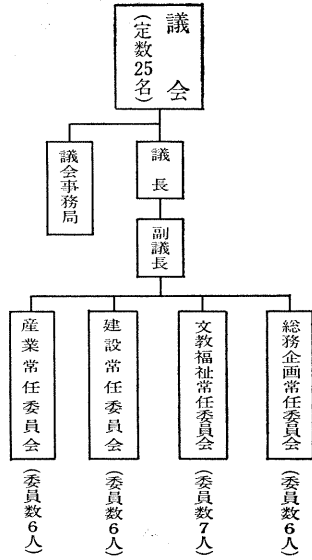 議会
(定数25名)
議長
議会事務局
副議長
総務企画常任委員会
(委員数6人)
文教福祉常任委員会
(委員数7人)
建設常任委員会
(委員数6人)
産業常任委員会
(委員数6人)